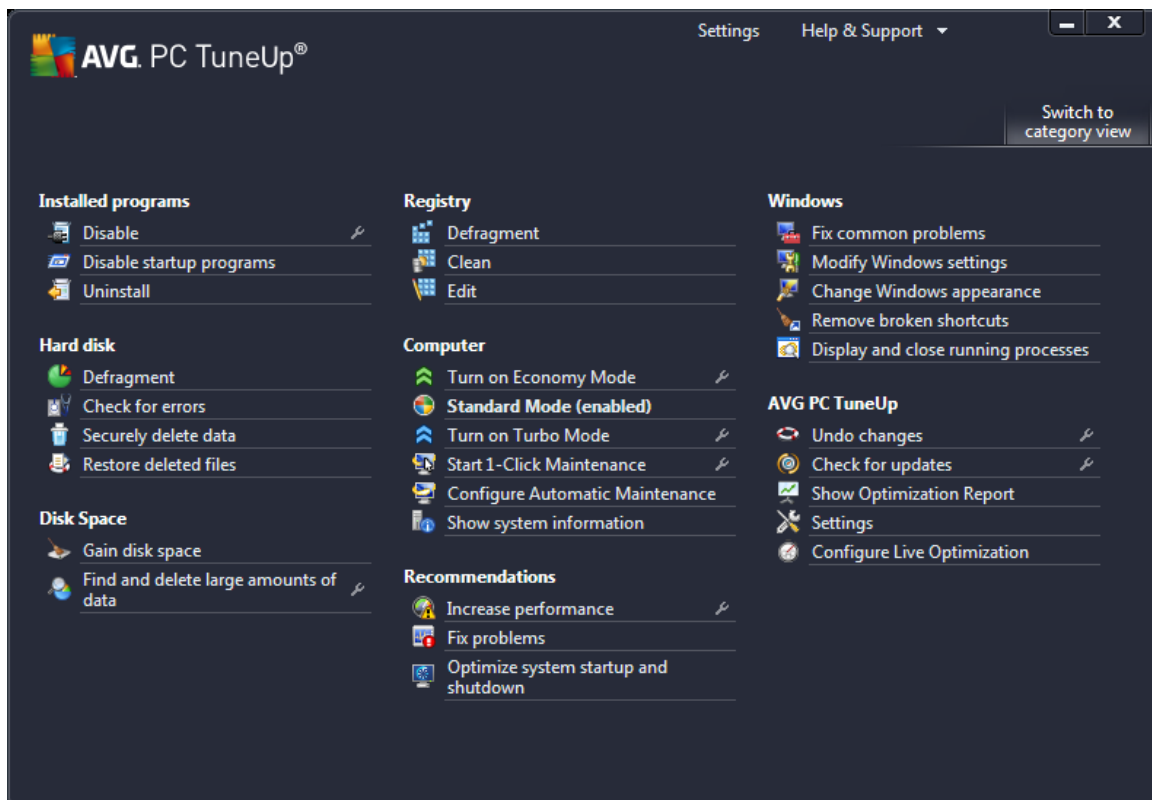 Settings
Help & Support
x
AVG. PC TuneUp®
Switch to
category view
Installed programs
Disable
Disable startup programs
Uninstall
Hard disk
Defragment
Check for errors
Securely delete data
Restore deleted files
Disk Space
Gain disk space
Find and delete large amounts of
data
Registry
Defragment
Clean
Edit
Computer
Turn on Economy Mode
Standard Mode (enabled)
Turn on Turbo Mode
Start 1-Click Maintenance
Configure Automatic Maintenance
Show system information
Recommendations
Increase performance
Fix problems
Optimize system startup and
shutdown
Windows
Fix common problems
Modify Windows settings
Change Windows appearance
Remove broken shortcuts
Display and close running processes
AVG PC TuneUp
Undo changes
Check for updates
Show Optimization Report
Settings
Configure Live Optimization